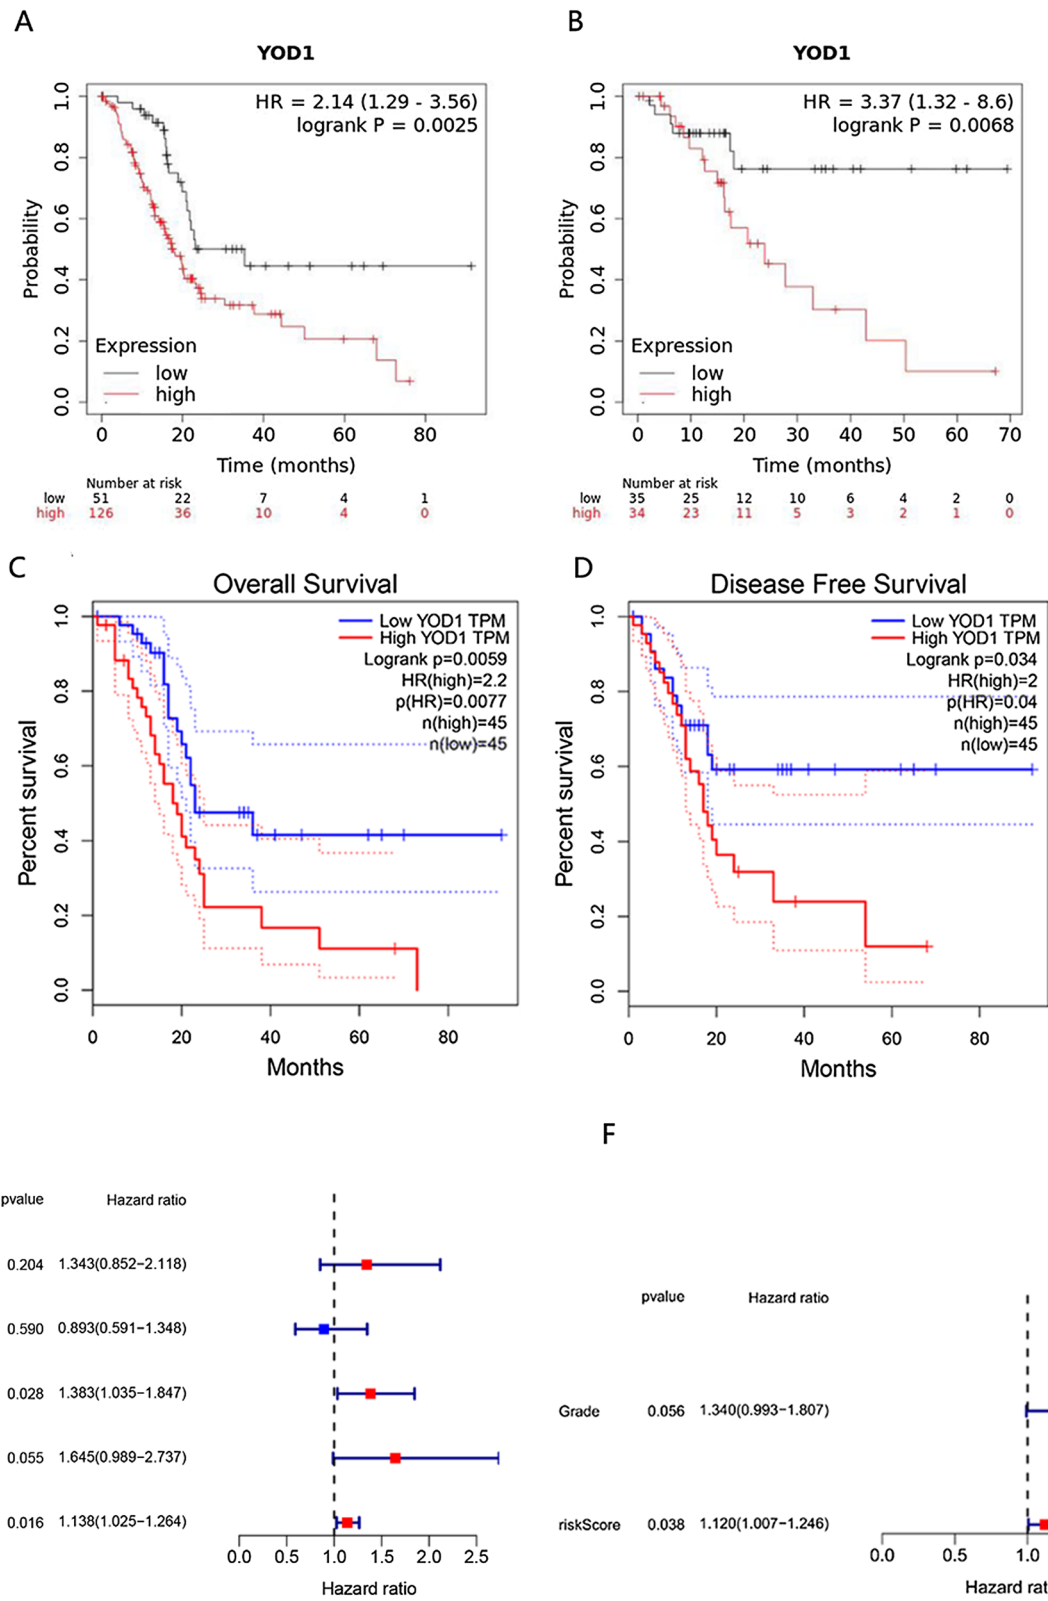 A
YOD1
HR = 2.14 (1.29 - 3.56)
logrank P = 0.0025
Probability
1.0
0.8
0.6
0.4
0.2
0.0
Expression
low
high
0 20 40 60 80
Time (months)
Number at risk
low 51 22 7 4 1
high 126 36 10 4 0
B
YOD1
HR = 3.37 (1.32 - 8.6)
logrank P = 0.0068
Probability
1.0
0.8
0.6
0.4
0.2
0.0
Expression
low
high
0 10 20 30 40 50 60 70
Time (months)
Number at risk
low 35 25 12 10 6 4 2 0
high 34 23 11 5 3 2 1 0
C
Overall Survival
Low YOD1 TPM
High YOD1 TPM
Logrank p=0.0059
HR(high)=2.2
p(HR)=0.0077
n(high)=45
n(low)=45
Percent survival
1.0
0.8
0.6
0.4
0.2
0.0
0 20 40 60 80
Months
D
Disease Free Survival
Low YOD1 TPM
High YOD1 TPM
Logrank p=0.034
HR(high)=2
p(HR)=0.04
n(high)=45
n(low)=45
Percent survival
1.0
0.8
0.6
0.4
0.2
0.0
0 20 40 60 80
Months
pvalue Hazard ratio
0.204 1.343(0.852−2.118)
0.590 0.893(0.591−1.348)
0.028 1.383(1.035−1.847)
0.055 1.645(0.989−2.737)
0.016 1.138(1.025−1.264)
0.0 0.5 1.0 1.5 2.0 2.5
Hazard ratio
F
pvalue Hazard ratio
Grade 0.056 1.340(0.993−1.807)
riskScore 0.038 1.120(1.007−1.246)
0.0 0.5 1.0
Hazard rat